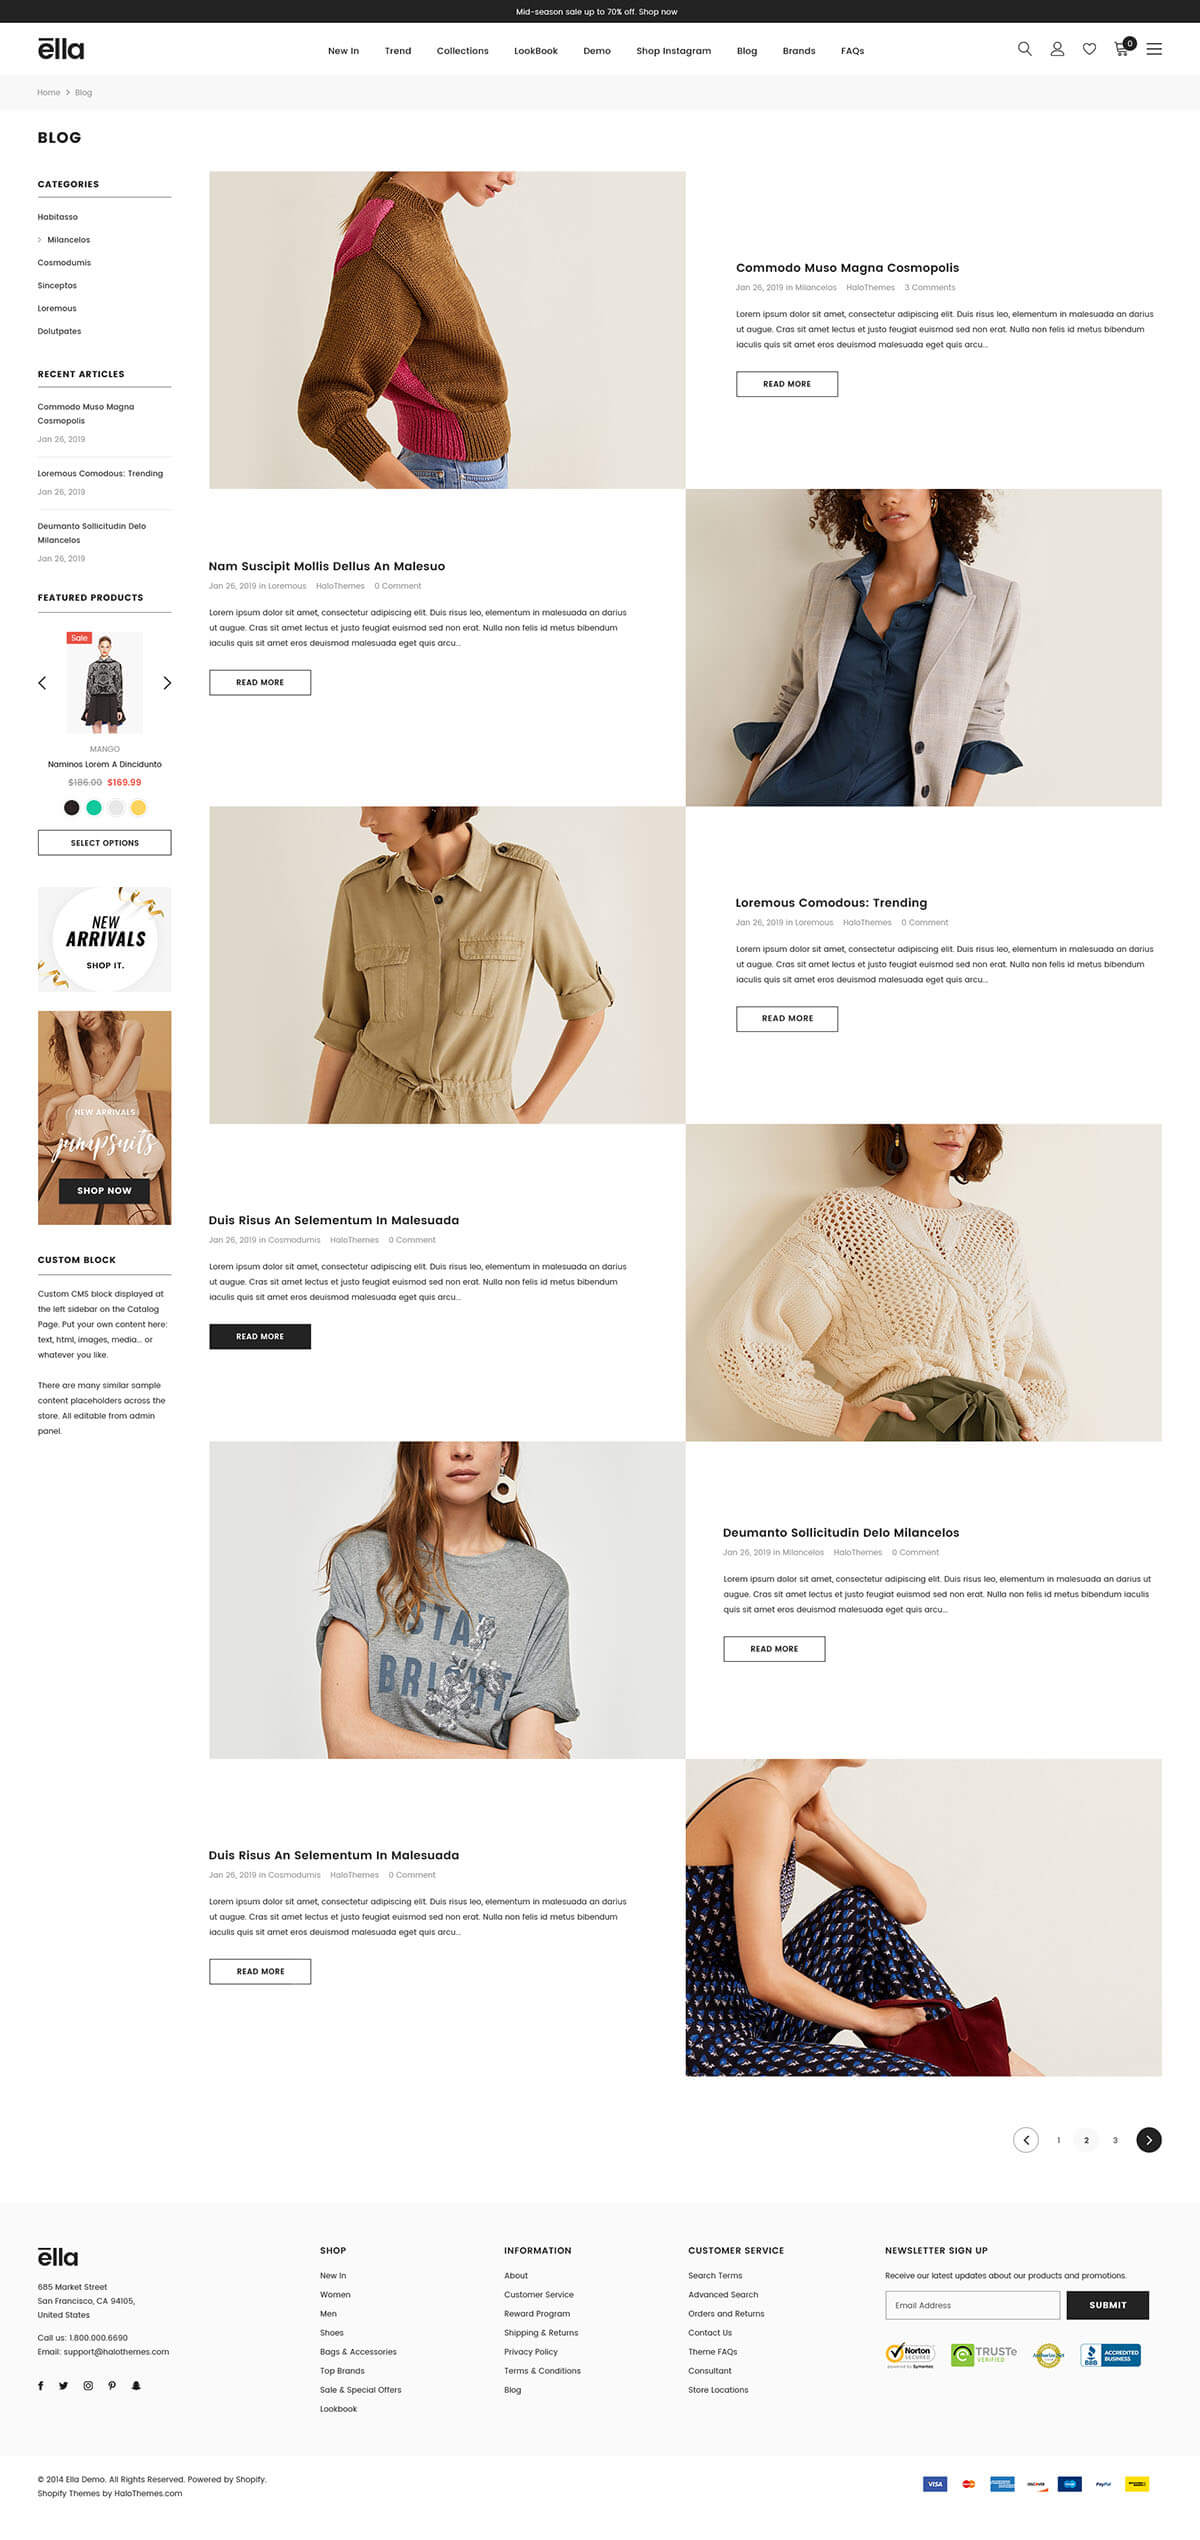 Mid-season sale up to 70% off. Shop now
ella
New In
Trend
Collections
LookBook
Demo
Shop Instagram
Blog
Brands
FAQs
0
Home > Blog
BLOG
CATEGORIES
Habitasso
Milancelos
Cosmodumis
Sinceptos
Loremous
Dolutpates
RECENT ARTICLES
Commodo Muso Magna
Cosmopolis
Jan 26, 2019
Loremous Comodous: Trending
Jan 26, 2019
Deumanto Sollicitudin Delo
Milancelos
Jan 26, 2019
FEATURED PRODUCTS
Sale
MANGO
Naminos Lorem A Dincidunto
$186.00 $169.99
SELECT OPTIONS
NEW
ARRIVALS
SHOP IT.
NEW ARRIVALS
jumpsuits
SHOP NOW
CUSTOM BLOCK
Custom CMS block displayed at
the left sidebar on the Catalog
Page. Put your own content here:
text, html, images, media... or
whatever you like.
There are many similar sample
content placeholders across the
store. All editable from admin
panel.
Commodo Muso Magna Cosmopolis
Jan 26, 2019 in Milancelos HaloThemes 3 Comments
Lorem ipsum dolor sit amet, consectetur adipiscing elit. Duis risus leo, elementum in malesuada an darius
ut augue. Cras sit amet lectus et justo feugiat euismod sed non erat. Nulla non felis id metus bibendum
iaculis quis sit amet eros deuismod malesuada eget quis arcu...
READ MORE
Nam Suscipit Mollis Dellus An Malesuo
Jan 26, 2019 in Loremous HaloThemes 0 Comment
Lorem ipsum dolor sit amet, consectetur adipiscing elit. Duis risus leo, elementum in malesuada an darius
ut augue. Cras sit amet lectus et justo feugiat euismod sed non erat. Nulla non felis id metus bibendum
iaculis quis sit amet eros deuismod malesuada eget quis arcu...
READ MORE
Loremous Comodous: Trending
Jan 26, 2019 in Loremous HaloThemes 0 Comment
Lorem ipsum dolor sit amet, consectetur adipiscing elit. Duis risus leo, elementum in malesuada an darius
ut augue. Cras sit amet lectus et justo feugiat euismod sed non erat. Nulla non felis id metus bibendum
iaculis quis sit amet eros deuismod malesuada eget quis arcu...
READ MORE
Duis Risus An Selementum In Malesuada
Jan 26, 2019 in Cosmodumis HaloThemes 0 Comment
Lorem ipsum dolor sit amet, consectetur adipiscing elit. Duis risus leo, elementum in malesuada an darius
ut augue. Cras sit amet lectus et justo feugiat euismod sed non erat. Nulla non felis id metus bibendum
iaculis quis sit amet eros deuismod malesuada eget quis arcu...
READ MORE
STAY
BRIGHT
Deumanto Sollicitudin Delo Milancelos
Jan 26, 2019 in Milancelos HaloThemes 0 Comment
Lorem ipsum dolor sit amet, consectetur adipiscing elit. Duis risus leo, elementum in malesuada an darius ut
augue. Cras sit amet lectus et justo feugiat euismod sed non erat. Nulla non felis id metus bibendum iaculis
quis sit amet eros deuismod malesuada eget quis arcu...
READ MORE
Duis Risus An Selementum In Malesuada
Jan 26, 2019 in Cosmodumis HaloThemes 0 Comment
Lorem ipsum dolor sit amet, consectetur adipiscing elit. Duis risus leo, elementum in malesuada an darius
ut augue. Cras sit amet lectus et justo feugiat euismod sed non erat. Nulla non felis id metus bibendum
iaculis quis sit amet eros deuismod malesuada eget quis arcu...
READ MORE
1
2
3
ella
685 Market Street
San Francisco, CA 94105,
United States
Call us: 1.800.000.6690
Email: support@halothemes.com
SHOP
New In
Women
Men
Shoes
Bags & Accessories
Top Brands
Sale & Special Offers
Lookbook
INFORMATION
About
Customer Service
Reward Program
Shipping & Returns
Privacy Policy
Terms & Conditions
Blog
CUSTOMER SERVICE
Search Terms
Advanced Search
Orders and Returns
Contact Us
Theme FAQs
Consultant
Store Locations
NEWSLETTER SIGN UP
Receive our latest updates about our products and promotions.
Email Address
SUBMIT
Norton
SECURED
powered by Symantec
TRUSTe
VERIFIED
Authorize.Net
BBB
ACCREDITED
BUSINESS
© 2014 Ella Demo. All Rights Reserved. Powered by Shopify.
Shopify Themes by HaloThemes.com
VISA
DISCOVER
PayPal